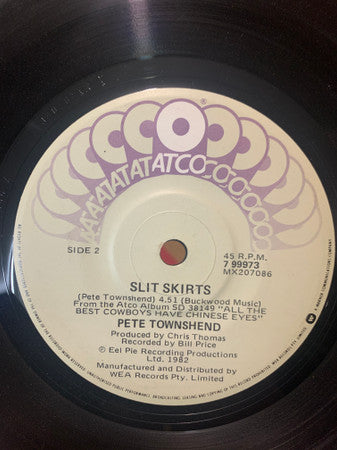 ATCO
SIDE 2
45 R.P.M.
7 99973
MX207086
SLIT SKIRTS
(Pete Townshend) 4.51 (Buckwood Music)
From the Atco Album SD 38149 "ALL THE
BEST COWBOYS HAVE CHINESE EYES"
PETE TOWNSHEND
Produced by Chris Thomas
Recorded by Bill Price
℗ Eel Pie Recording Productions
Ltd. 1982
Manufactured and Distributed by
WEA Records Pty. Limited